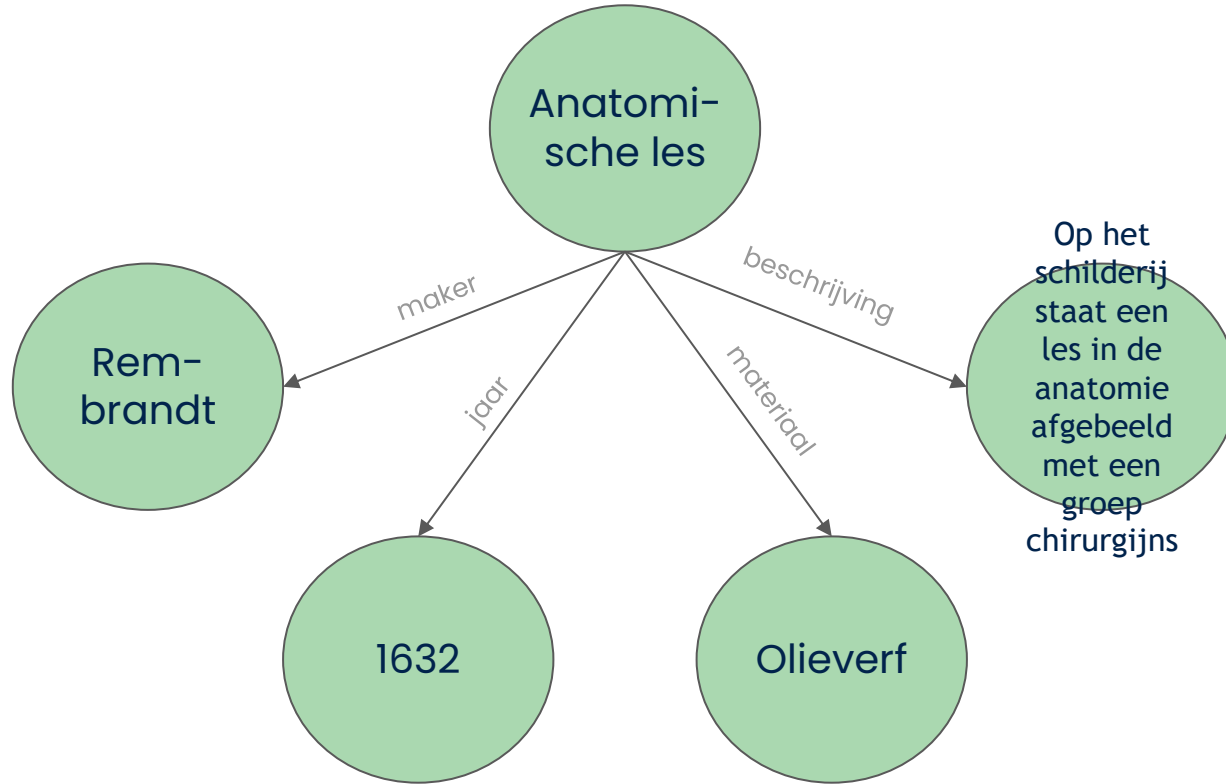 Anatomi-
sche les
maker
jaar
materiaal
beschrijving
Rem-
brandt
1632
Olieverf
Op het
schilderij
staat een
les in de
anatomie
afgebeeld
met een
groep
chirurgijns